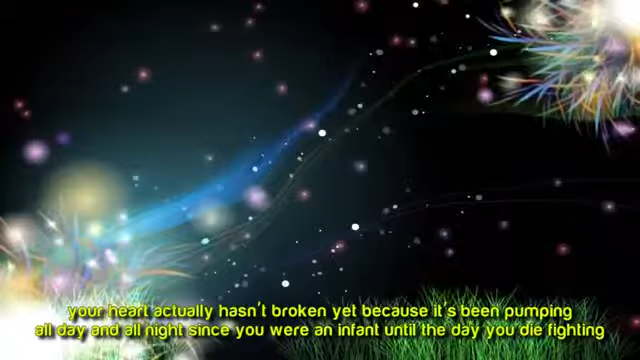 your heart actually hasn't broken yet because it's been pumping
all day and all night since you were an infant until the day you die fighting